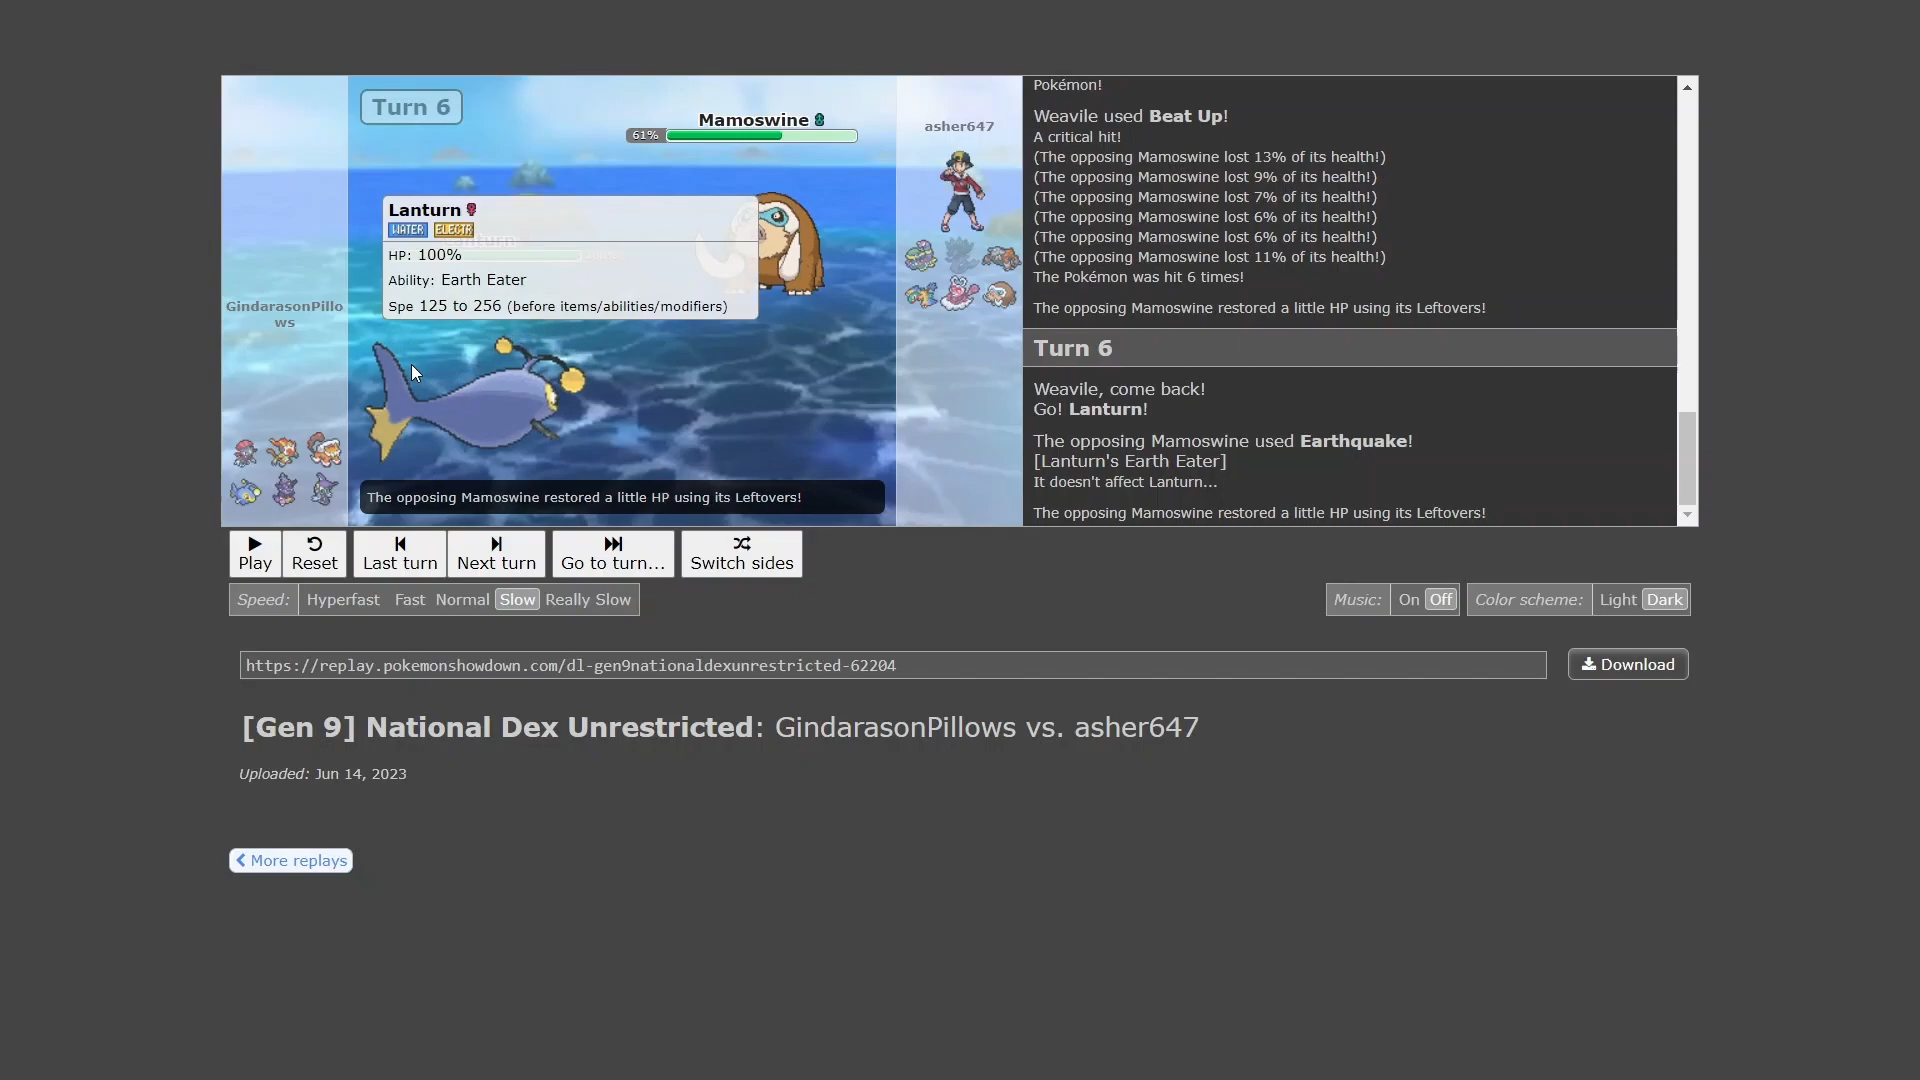 Turn 6
Mamoswine
61%
asher647
Lanturn
WATER ELECTR
HP: 100%
Ability: Earth Eater
Spe 125 to 256 (before items/abilities/modifiers)
GindarasonPillo
ws
The opposing Mamoswine restored a little HP using its Leftovers!
Pokémon!
Weavile used Beat Up!
A critical hit!
(The opposing Mamoswine lost 13% of its health!)
(The opposing Mamoswine lost 9% of its health!)
(The opposing Mamoswine lost 7% of its health!)
(The opposing Mamoswine lost 6% of its health!)
(The opposing Mamoswine lost 6% of its health!)
(The opposing Mamoswine lost 11% of its health!)
The Pokémon was hit 6 times!
The opposing Mamoswine restored a little HP using its Leftovers!
Turn 6
Weavile, come back!
Go! Lanturn!
The opposing Mamoswine used Earthquake!
[Lanturn's Earth Eater]
It doesn't affect Lanturn...
The opposing Mamoswine restored a little HP using its Leftovers!
Play Reset Last turn Next turn Go to turn... Switch sides
Speed: Hyperfast Fast Normal Slow Really Slow
Music: On Off Color scheme: Light Dark
https://replay.pokemonshowdown.com/dl-gen9nationaldexunrestricted-62204
Download
[Gen 9] National Dex Unrestricted: GindarasonPillows vs. asher647
Uploaded: Jun 14, 2023
More replays